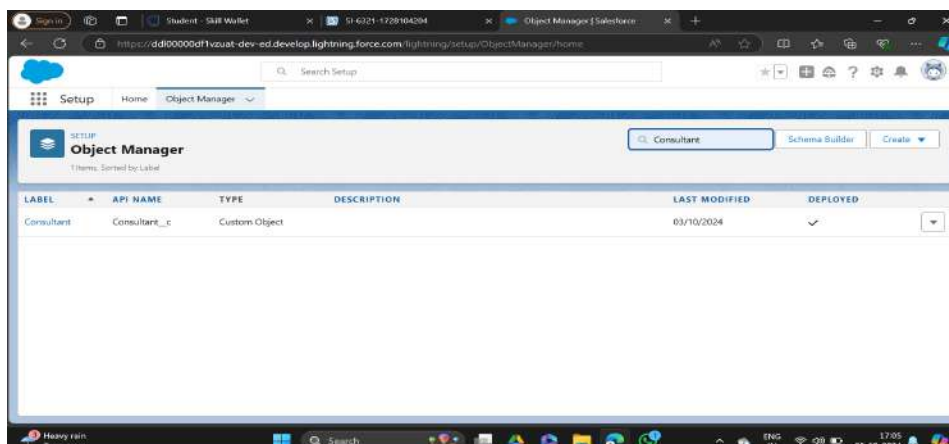 Sign in
Student - Skill Wallet
SI-6321-1728104204
Object Manager | Salesforce
https://ddl00000df1vzuat-dev-ed.develop.lightning.force.com/lightning/setup/ObjectManager/home
Search Setup
Setup
Home
Object Manager
SETUP
Object Manager
1 Items, Sorted by Label
Consultant
Schema Builder
Create
LABEL API NAME TYPE DESCRIPTION LAST MODIFIED DEPLOYED
Consultant Consultant__c Custom Object 03/10/2024
Heavy rain
Search
ENG
17:05